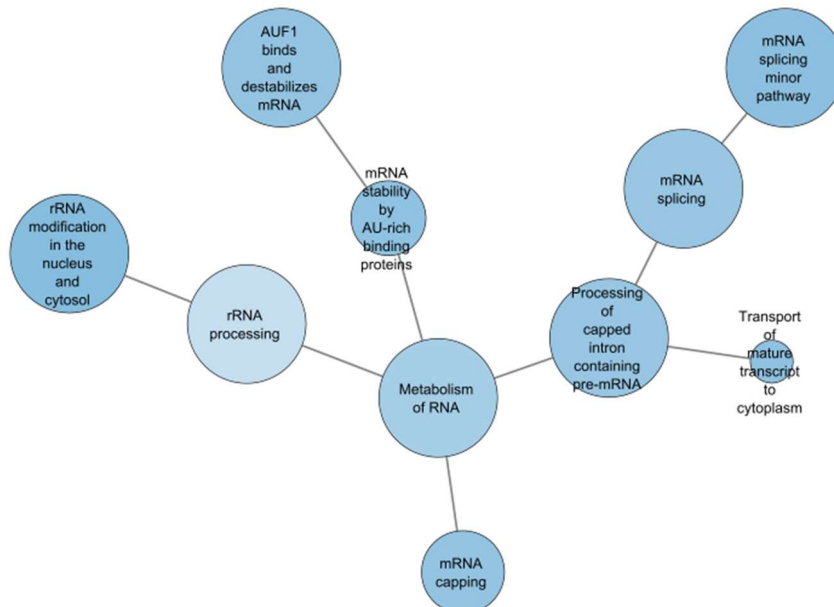 AUF1
binds
and
destabilizes
mRNA
mRNA
splicing
minor
pathway
mRNA
stability
by
AU-rich
binding
proteins
mRNA
splicing
rRNA
modification
in the
nucleus
and
cytosol
rRNA
processing
Processing
of
capped
intron
containing
pre-mRNA
Transport
of
mature
transcript
to
cytoplasm
Metabolism
of RNA
mRNA
capping